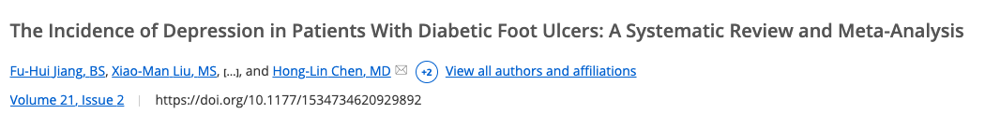 The Incidence of Depression in Patients With Diabetic Foot Ulcers: A Systematic Review and Meta-Analysis
Fu-Hui Jiang, BS, Xiao-Man Liu, MS, [...], and Hong-Lin Chen, MD +2 View all authors and affiliations
Volume 21, Issue 2 | https://doi.org/10.1177/1534734620929892